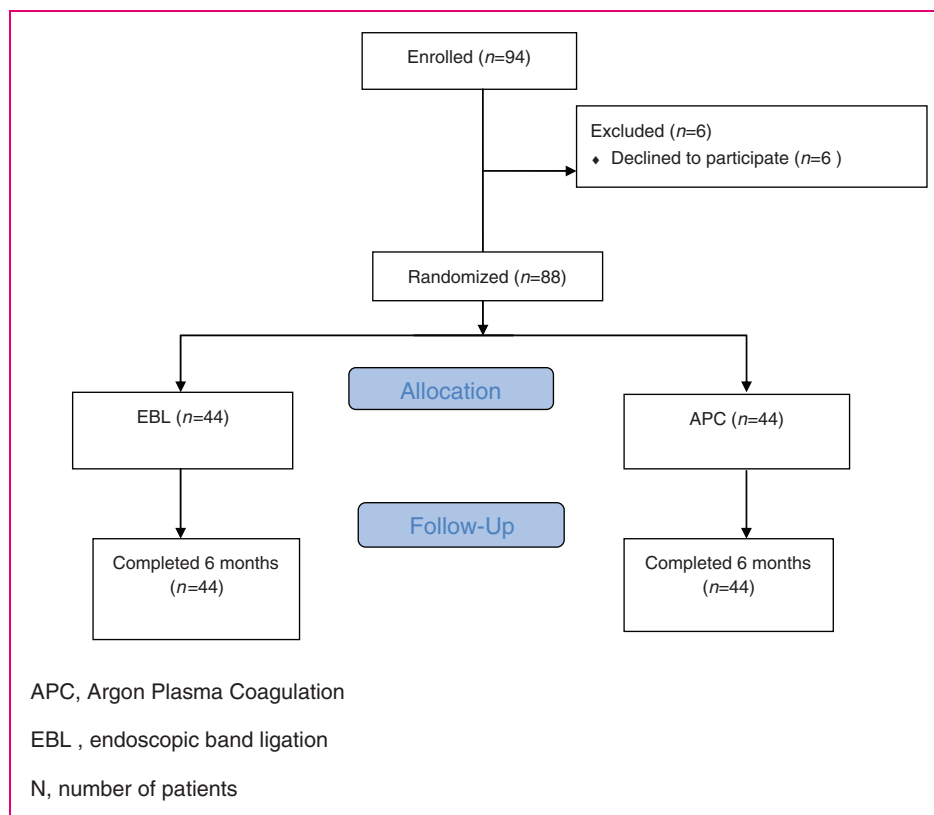 Enrolled (n=94)
Excluded (n=6)
♦ Declined to participate (n=6 )
Randomized (n=88)
Allocation
EBL (n=44)
APC (n=44)
Follow-Up
Completed 6 months
(n=44)
Completed 6 months
(n=44)
APC, Argon Plasma Coagulation
EBL , endoscopic band ligation
N, number of patients